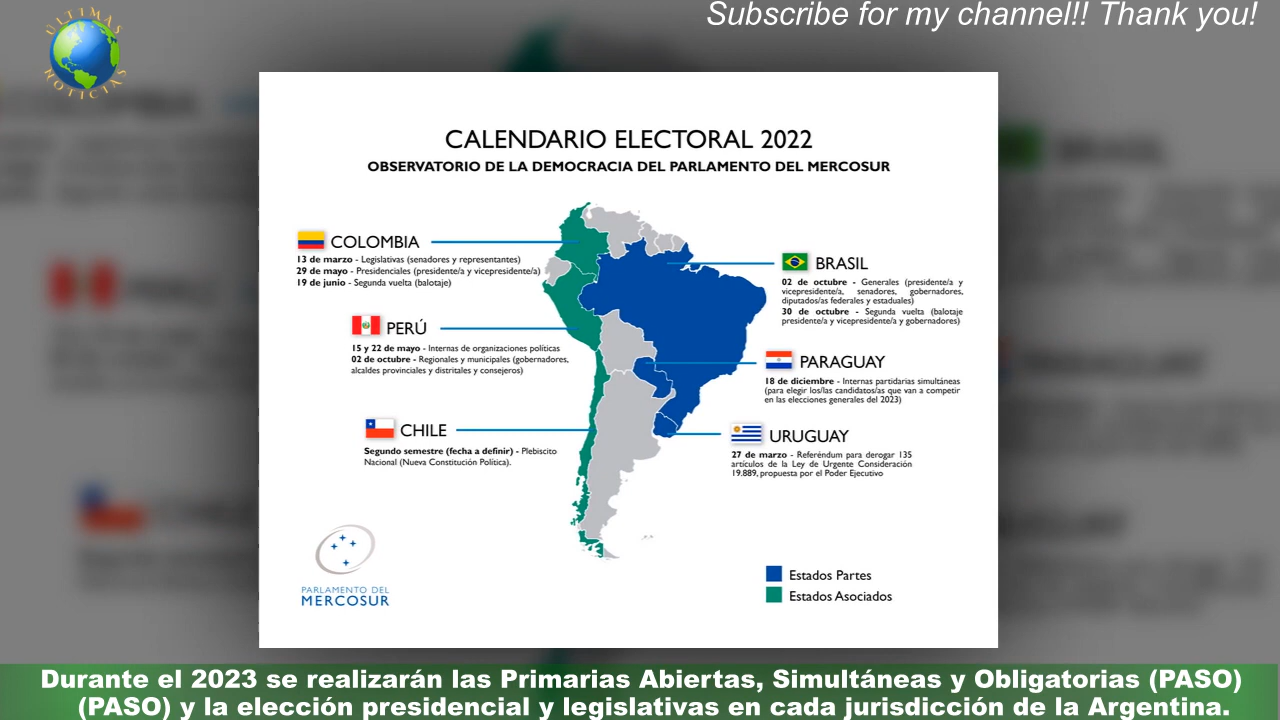 ÚLTIMAS
NOTICIAS
Subscribe for my channel!! Thank you!
CALENDARIO ELECTORAL 2022
OBSERVATORIO DE LA DEMOCRACIA DEL PARLAMENTO DEL MERCOSUR
COLOMBIA
13 de marzo - Legislativas (senadores y representantes)
29 de mayo - Presidenciales (presidente/a y vicepresidente/a)
19 de junio - Segunda vuelta (balotaje)
PERÚ
15 y 22 de mayo - Internas de organizaciones políticas
02 de octubre - Regionales y municipales (gobernadores,
alcaldes provinciales y distritales y consejeros)
CHILE
Segundo semestre (fecha a definir) - Plebiscito
Nacional (Nueva Constitución Política).
BRASIL
02 de octubre - Generales (presidente/a y
vicepresidente/a, senadores, gobernadores,
diputados/as federales y estaduales)
30 de octubre - Segunda vuelta (balotaje
presidente/a y vicepresidente/a y gobernadores)
PARAGUAY
18 de diciembre - Internas partidarias simultáneas
(para elegir los/las candidatos/as que van a competir
en las elecciones generales del 2023)
URUGUAY
27 de marzo - Referéndum para derogar 135
artículos de la Ley de Urgente Consideración
19.889, propuesta por el Poder Ejecutivo
PARLAMENTO DEL
MERCOSUR
Estados Partes
Estados Asociados
Durante el 2023 se realizarán las Primarias Abiertas, Simultáneas y Obligatorias (PASO)
(PASO) y la elección presidencial y legislativas en cada jurisdicción de la Argentina.